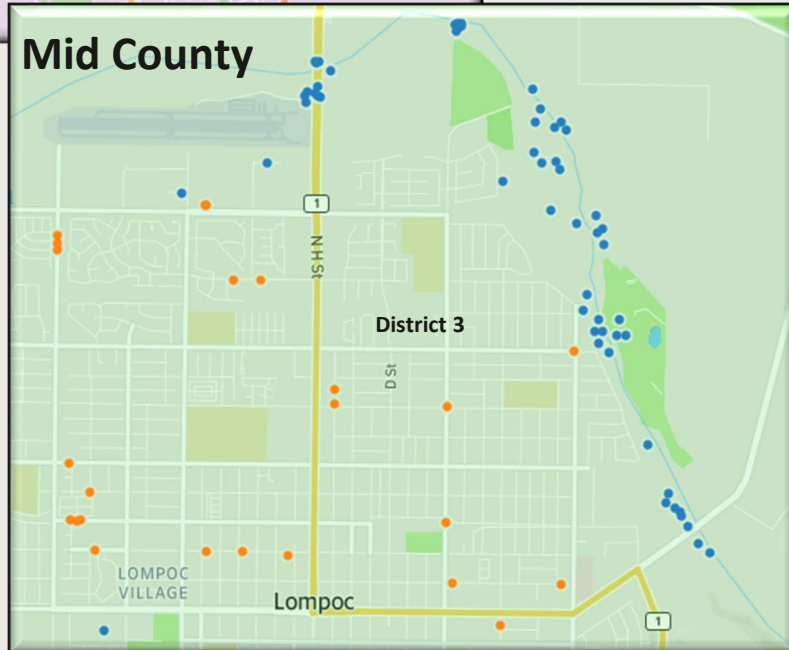 Mid County
1
N H St
District 3
D St
LOMPOC
VILLAGE
Lompoc
1